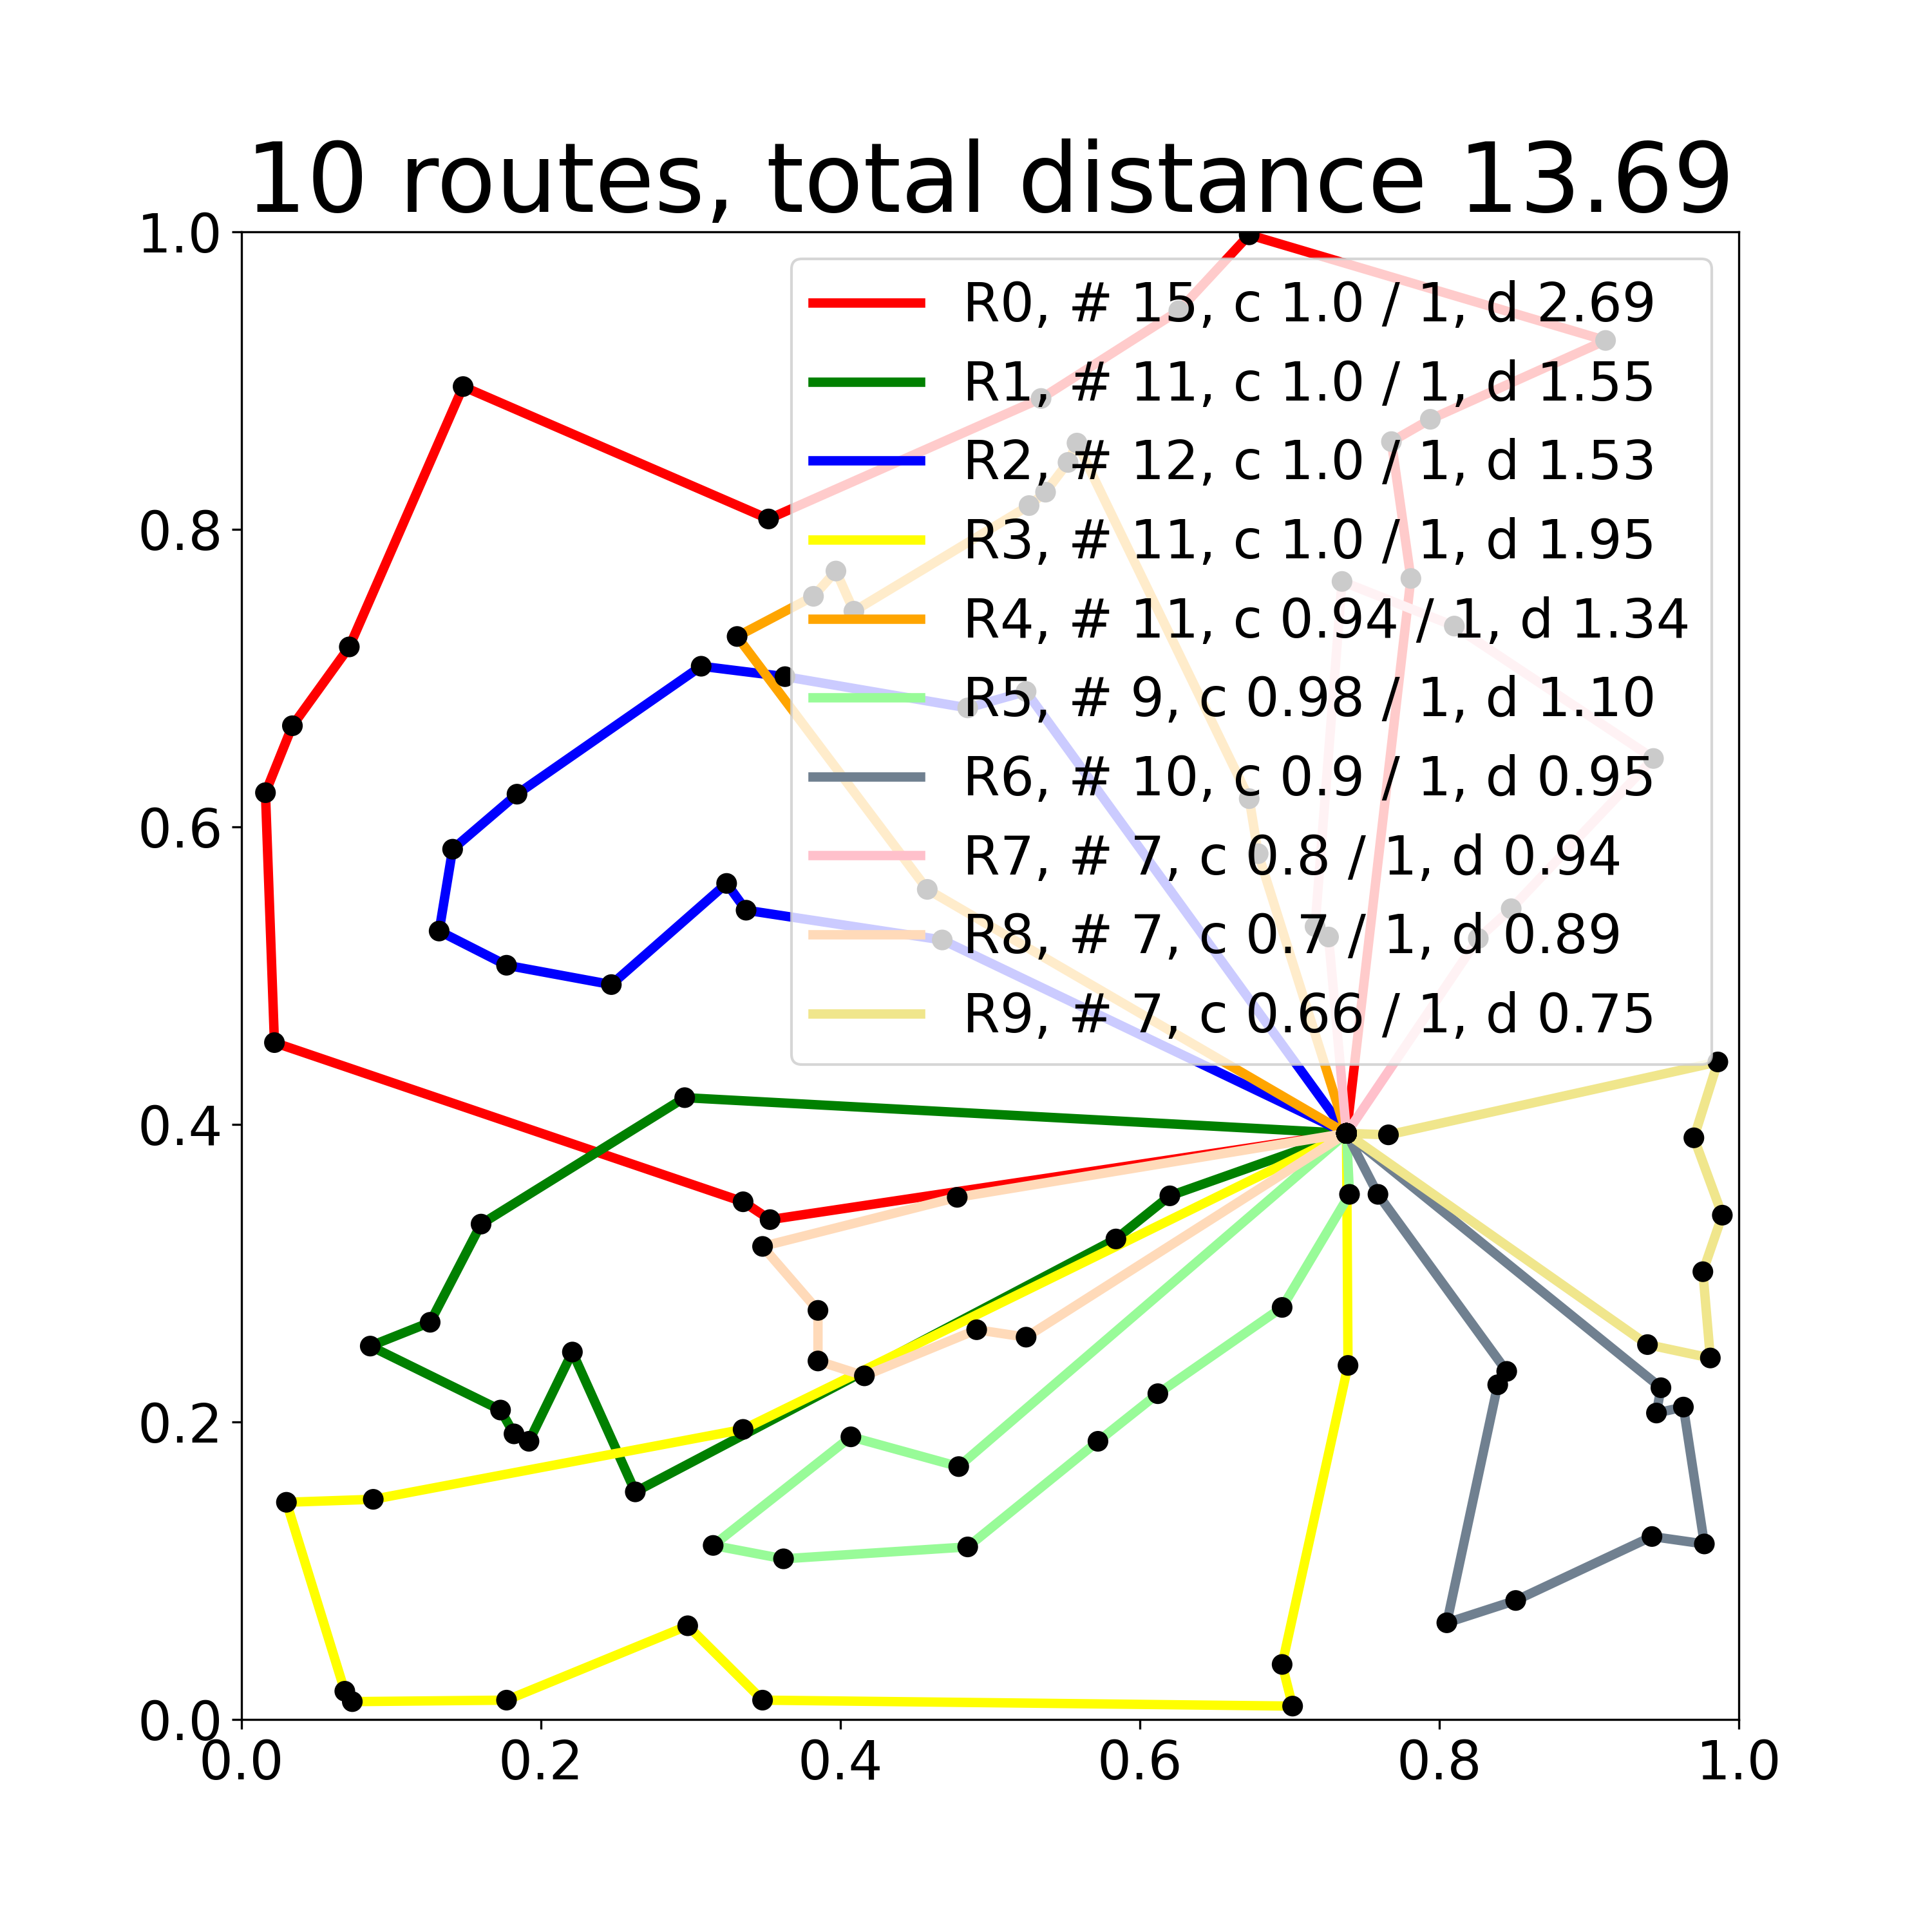 10 routes, total distance 13.69
1.0
0.8
0.6
0.4
0.2
0.0
R0, # 15, c 1.0 / 1, d 2.69
R1, # 11, c 1.0 / 1, d 1.55
R2, # 12, c 1.0 / 1, d 1.53
R3, # 11, c 1.0 / 1, d 1.95
R4, # 11, c 0.94 / 1, d 1.34
R5, # 9, c 0.98 / 1, d 1.10
R6, # 10, c 0.9 / 1, d 0.95
R7, # 7, c 0.8 / 1, d 0.94
R8, # 7, c 0.7 / 1, d 0.89
R9, # 7, c 0.66 / 1, d 0.75
0.0 0.2 0.4 0.6 0.8 1.0